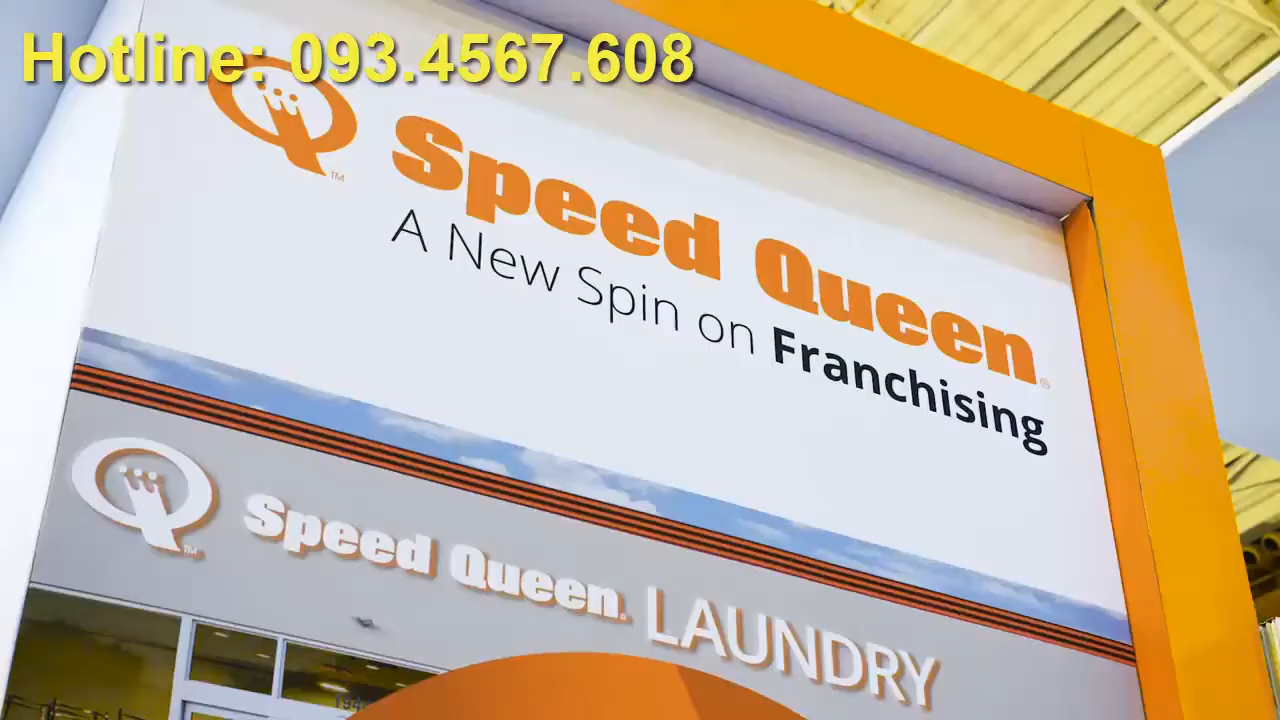 Hotline: 093.4567.608
Speed Queen®
A New Spin on Franchising
Speed Queen. LAUNDRY